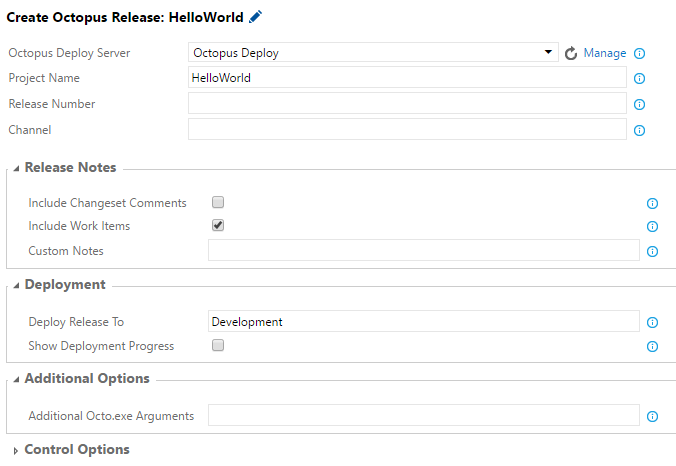 Create Octopus Release: HelloWorld
Octopus Deploy Server Octopus Deploy Manage
Project Name HelloWorld
Release Number
Channel
Release Notes
Include Changeset Comments
Include Work Items
Custom Notes
Deployment
Deploy Release To Development
Show Deployment Progress
Additional Options
Additional Octo.exe Arguments
Control Options